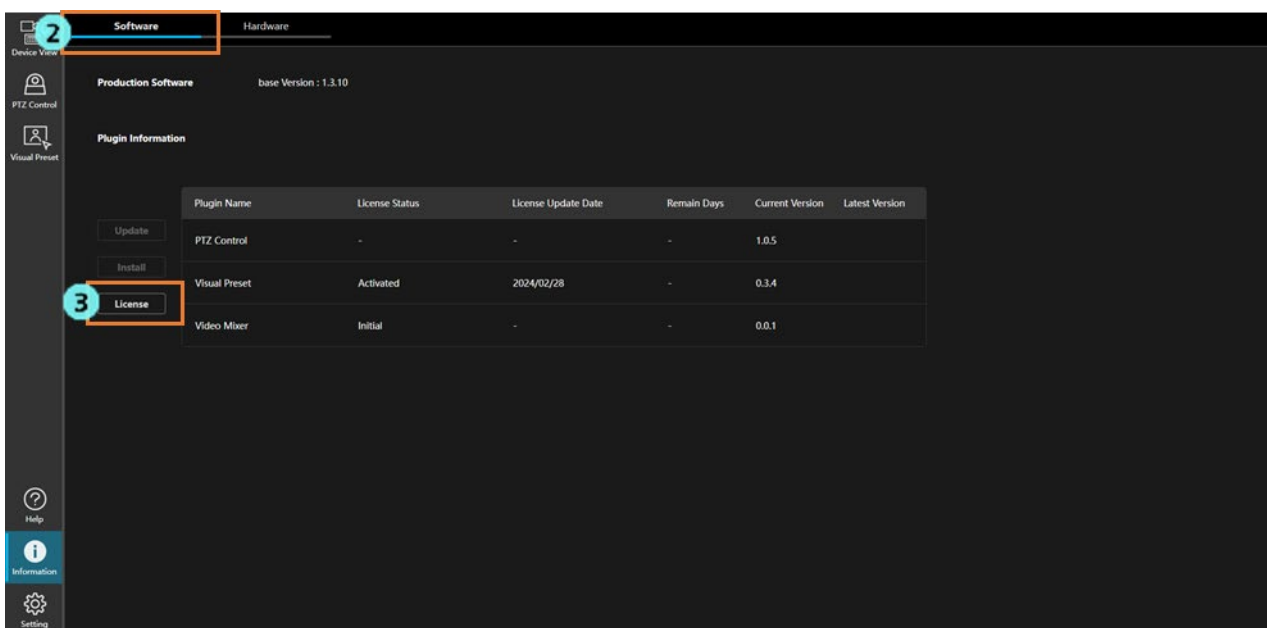 2
Software
Hardware
Device View
Production Software
base Version : 1.3.10
PTZ Control
Plugin Information
Visual Preset
Plugin Name License Status License Update Date Remain Days Current Version Latest Version
Update
PTZ Control - - - 1.0.5
Install
Visual Preset Activated 2024/02/28 - 0.3.4
3
License
Video Mixer Initial - - 0.0.1
Help
Information
Setting